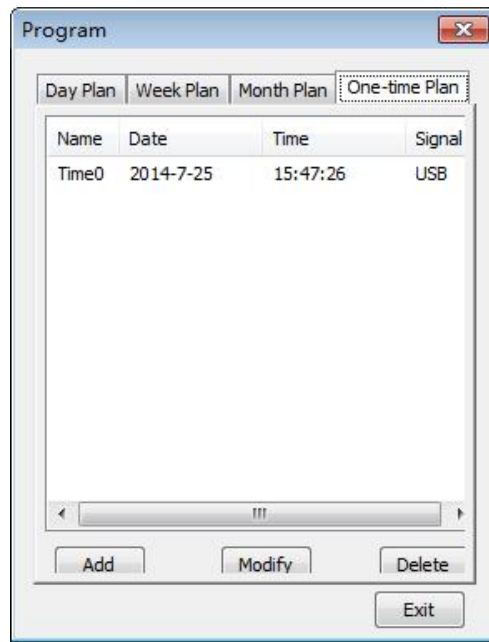 Program
Day Plan Week Plan Month Plan One-time Plan
Name Date Time Signal
Time0 2014-7-25 15:47:26 USB
Add Modify Delete
Exit